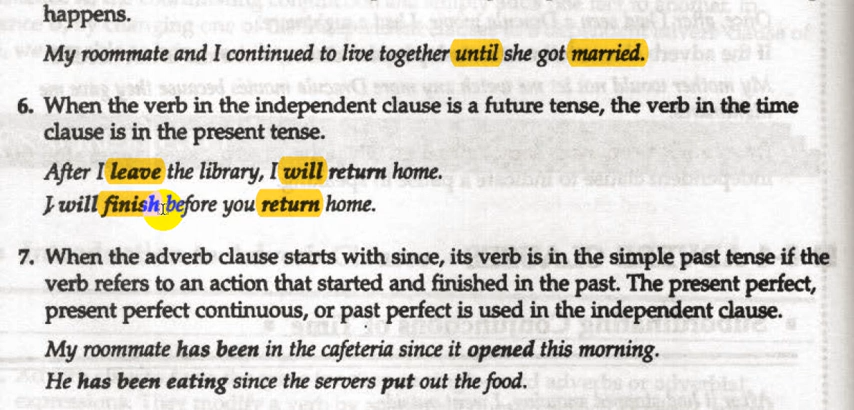 happens.
My roommate and I continued to live together until she got married.
6. When the verb in the independent clause is a future tense, the verb in the time
clause is in the present tense.
After I leave the library, I will return home.
I will finish before you return home.
7. When the adverb clause starts with since, its verb is in the simple past tense if the
verb refers to an action that started and finished in the past. The present perfect,
present perfect continuous, or past perfect is used in the independent clause.
My roommate has been in the cafeteria since it opened this morning.
He has been eating since the servers put out the food.